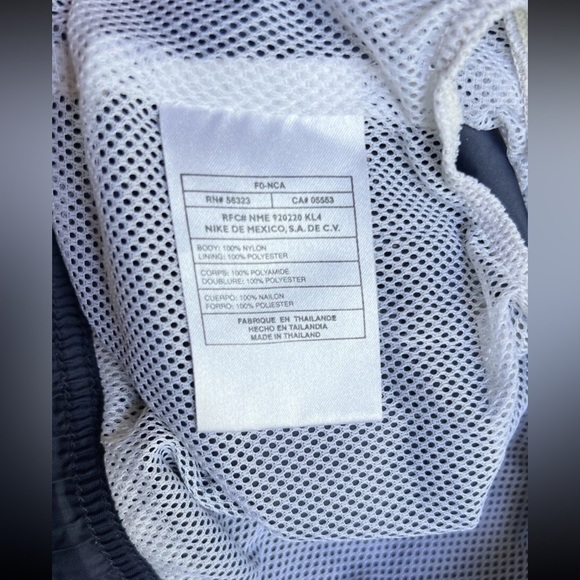 FO-NCA
RN# 56323 CA# 05553
RFC# NME 920220 KL4
NIKE DE MEXICO, S.A. DE C.V.
BODY: 100% NYLON
LINING: 100% POLYESTER
CORPS: 100% POLYAMIDE
DOUBLURE: 100% POLYESTER
CUERPO: 100% NAILON
FORRO: 100% POLIESTER
FABRIQUE EN THAILANDE
HECHO EN TAILANDIA
MADE IN THAILAND